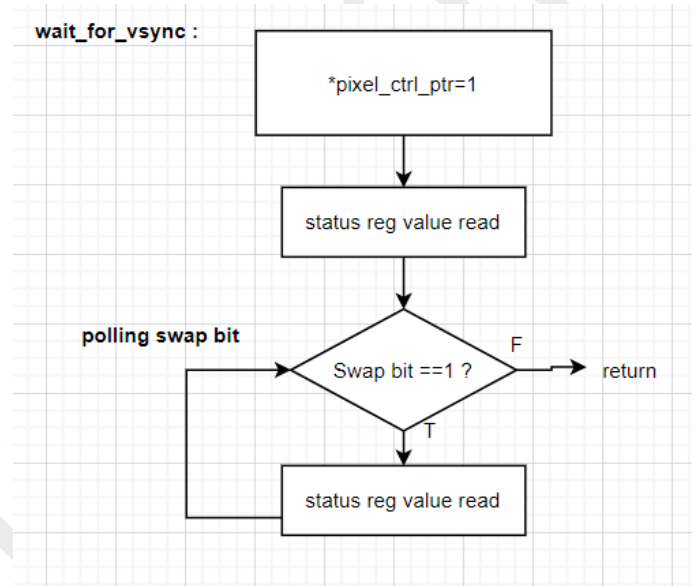 wait_for_vsync :
*pixel_ctrl_ptr=1
status reg value read
polling swap bit
Swap bit ==1 ?
F
return
T
status reg value read